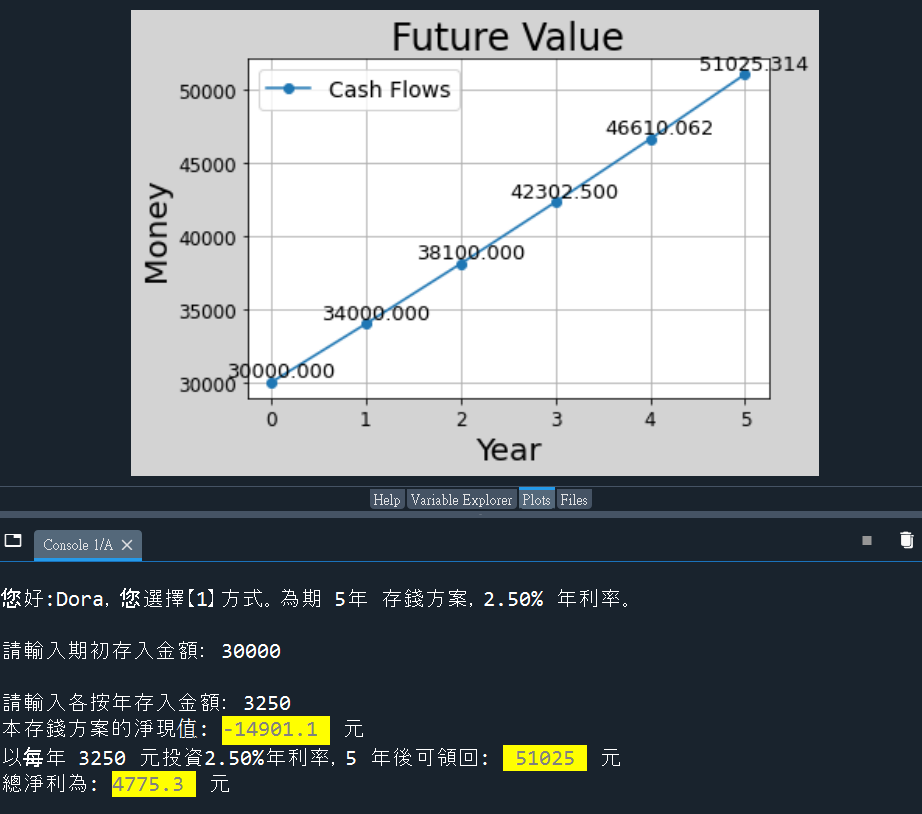 Future Value
Cash Flows
51025.314
46610.062
42302.500
38100.000
34000.000
30000.000
50000
45000
40000
35000
30000
Money
0 1 2 3 4 5
Year
Help Variable Explorer Plots Files
Console 1/A
您好:Dora, 您選擇【1】方式。為期 5年 存錢方案, 2.50% 年利率。
請輸入期初存入金額: 30000
請輸入各按年存入金額: 3250
本存錢方案的淨現值: -14901.1 元
以每年 3250 元投資2.50%年利率, 5 年後可領回: 51025 元
總淨利為: 4775.3 元